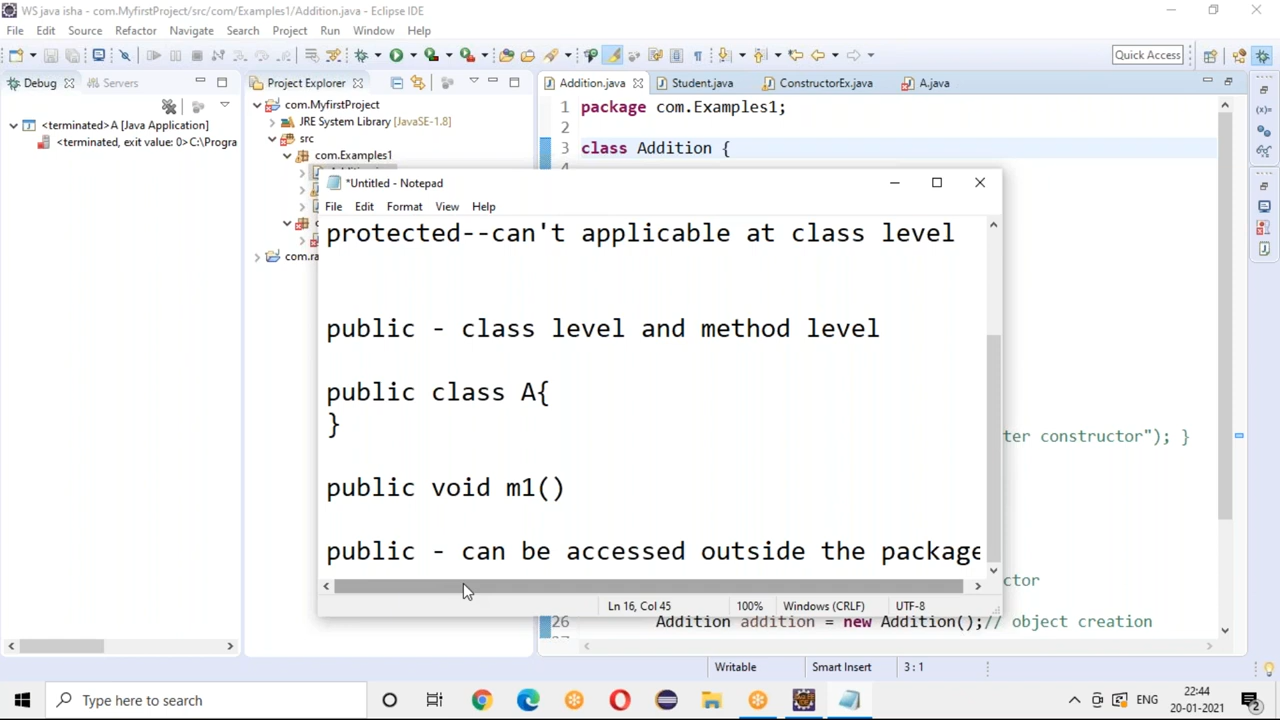 WS java isha - com.MyfirstProject/src/com/Examples1/Addition.java - Eclipse IDE
File Edit Source Refactor Navigate Search Project Run Window Help
Quick Access
Debug Servers
Project Explorer
Addition.java Student.java ConstructorEx.java A.java
<terminated>A [Java Application]
<terminated, exit value: 0>C:\Progra
com.MyfirstProject
JRE System Library [JavaSE-1.8]
src
com.Examples1
com.ra
1 package com.Examples1;
2
3 class Addition {
*Untitled - Notepad
File Edit Format View Help
protected--can't applicable at class level
public - class level and method level
public class A{
}
public void m1()
public - can be accessed outside the package
Ln 16, Col 45 100% Windows (CRLF) UTF-8
ter constructor"); }
ctor
26 Addition addition = new Addition();// object creation
Writable Smart Insert 3 : 1
Type here to search
ENG
22:44
20-01-2021
2